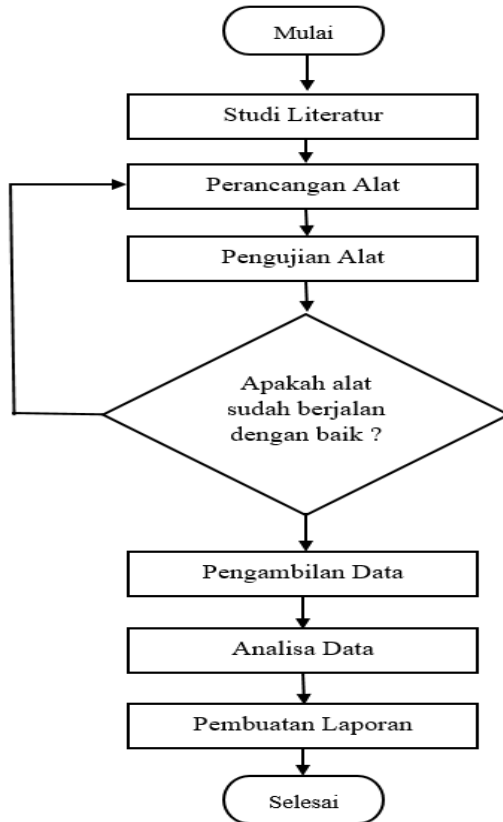 Mulai
Studi Literatur
Perancangan Alat
Pengujian Alat
Apakah alat
sudah berjalan
dengan baik ?
Pengambilan Data
Analisa Data
Pembuatan Laporan
Selesai